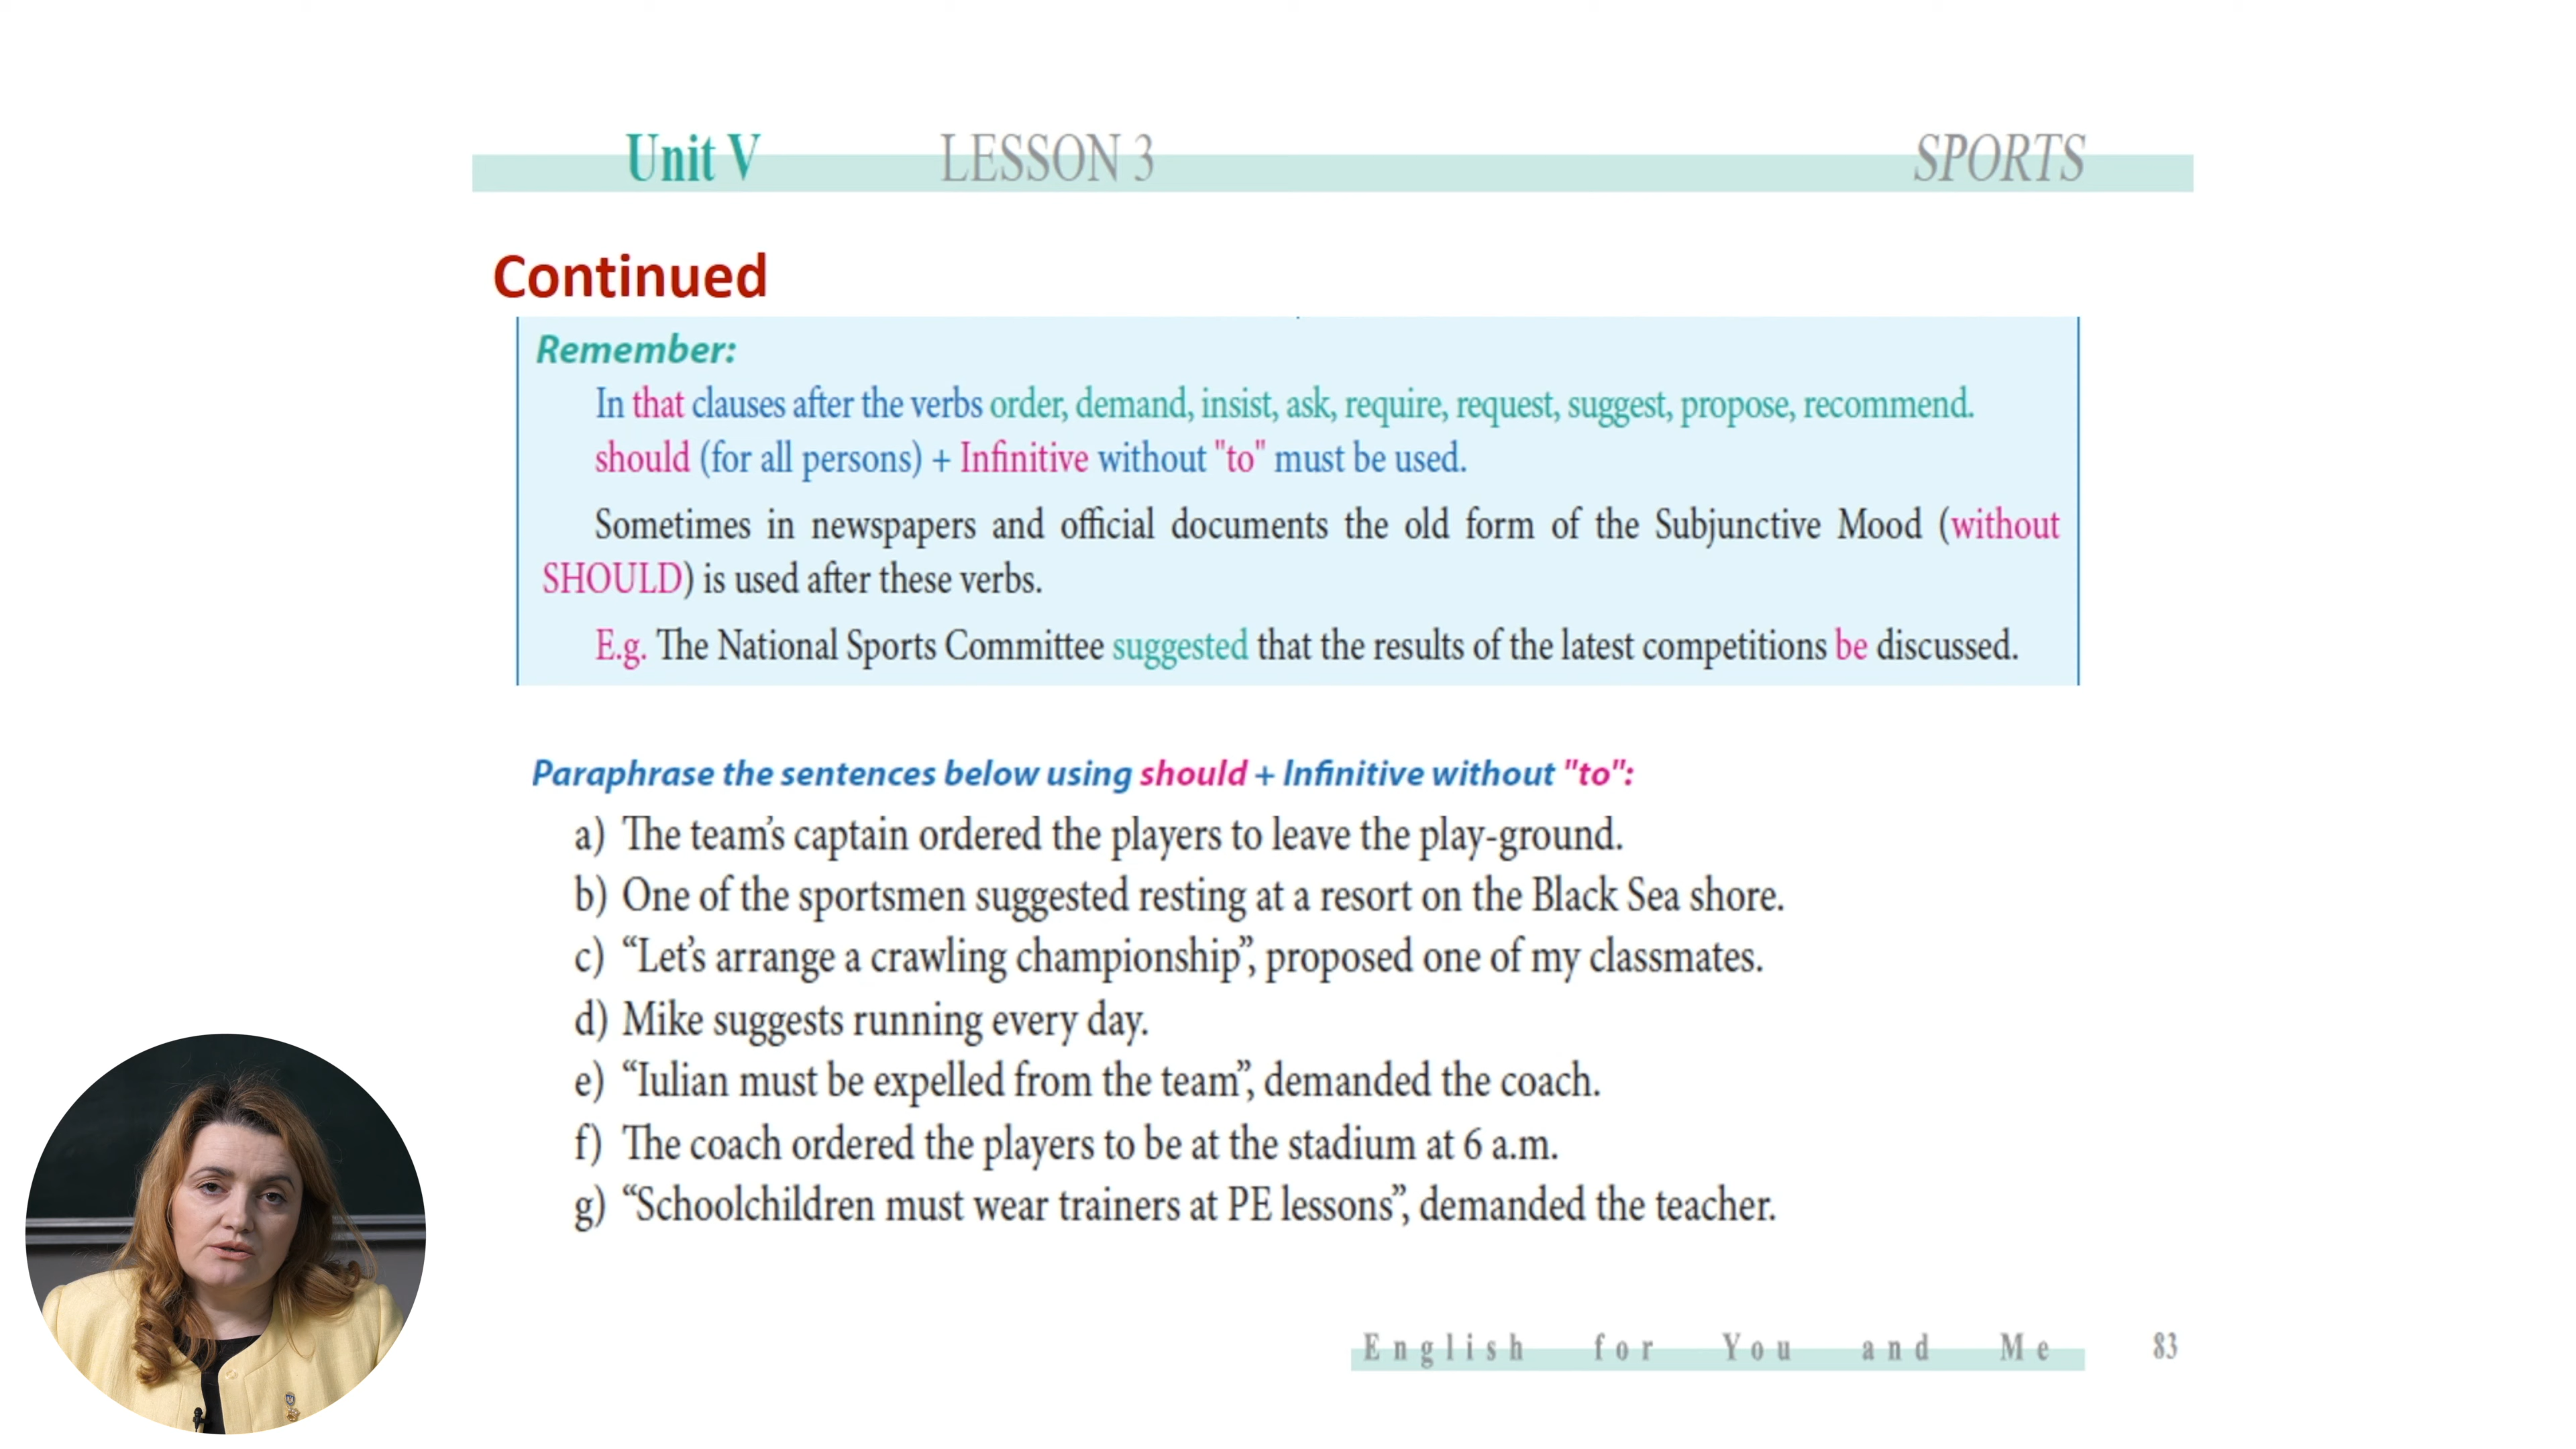 Unit V LESSON 3 SPORTS
Continued
Remember:
In that clauses after the verbs order, demand, insist, ask, require, request, suggest, propose, recommend.
should (for all persons) + Infinitive without "to" must be used.
Sometimes in newspapers and official documents the old form of the Subjunctive Mood (without
SHOULD) is used after these verbs.
E.g. The National Sports Committee suggested that the results of the latest competitions be discussed.
Paraphrase the sentences below using should + Infinitive without "to":
a) The team's captain ordered the players to leave the play-ground.
b) One of the sportsmen suggested resting at a resort on the Black Sea shore.
c) “Let's arrange a crawling championship”, proposed one of my classmates.
d) Mike suggests running every day.
e) “Iulian must be expelled from the team”, demanded the coach.
f) The coach ordered the players to be at the stadium at 6 a.m.
g) “Schoolchildren must wear trainers at PE lessons”, demanded the teacher.
English for You and Me 83